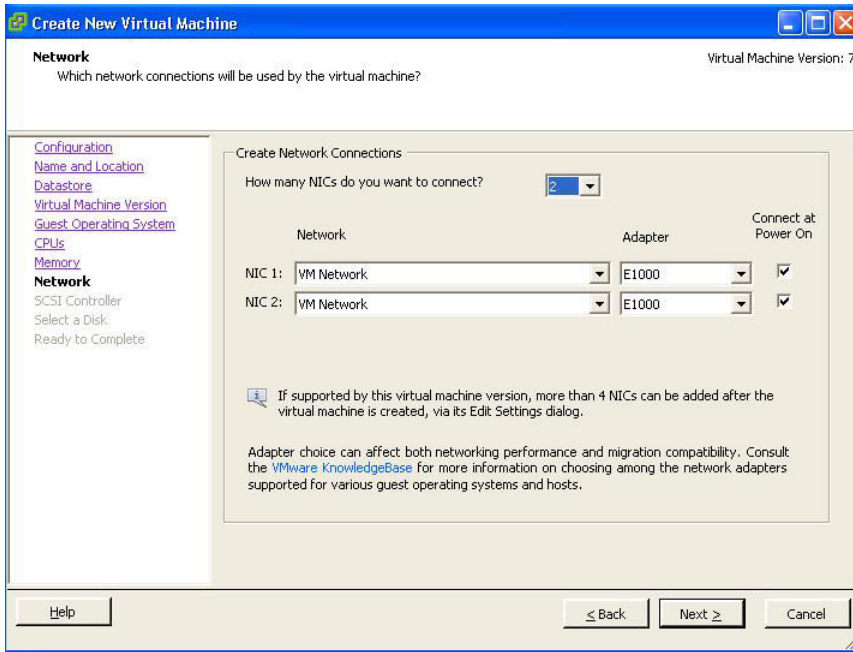 Create New Virtual Machine
Network
Which network connections will be used by the virtual machine?
Virtual Machine Version: 7
Configuration
Name and Location
Datastore
Virtual Machine Version
Guest Operating System
CPUs
Memory
Network
SCSI Controller
Select a Disk
Ready to Complete
Create Network Connections
How many NICs do you want to connect?
2
Network
Adapter
Connect at
Power On
NIC 1: VM Network E1000
NIC 2: VM Network E1000
If supported by this virtual machine version, more than 4 NICs can be added after the
virtual machine is created, via its Edit Settings dialog.
Adapter choice can affect both networking performance and migration compatibility. Consult
the VMware KnowledgeBase for more information on choosing among the network adapters
supported for various guest operating systems and hosts.
Help
< Back
Next >
Cancel